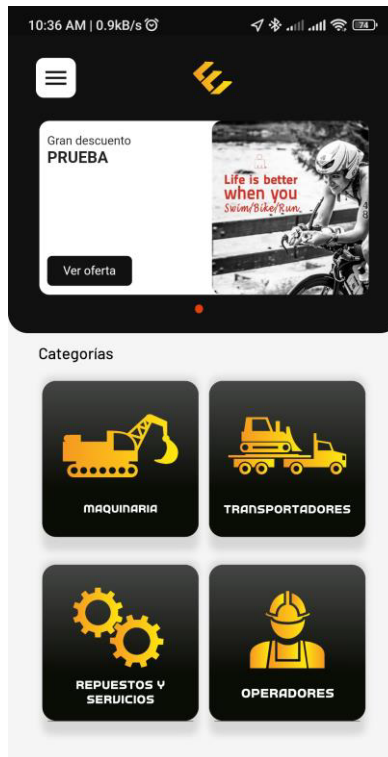 10:36 AM | 0.9kB/s
74
Gran descuento
PRUEBA
Ver oferta
Life is better
when you
Swim/Bike/Run.
Categorías
MAQUINARIA
TRANSPORTADORES
REPUESTOS Y
SERVICIOS
OPERADORES